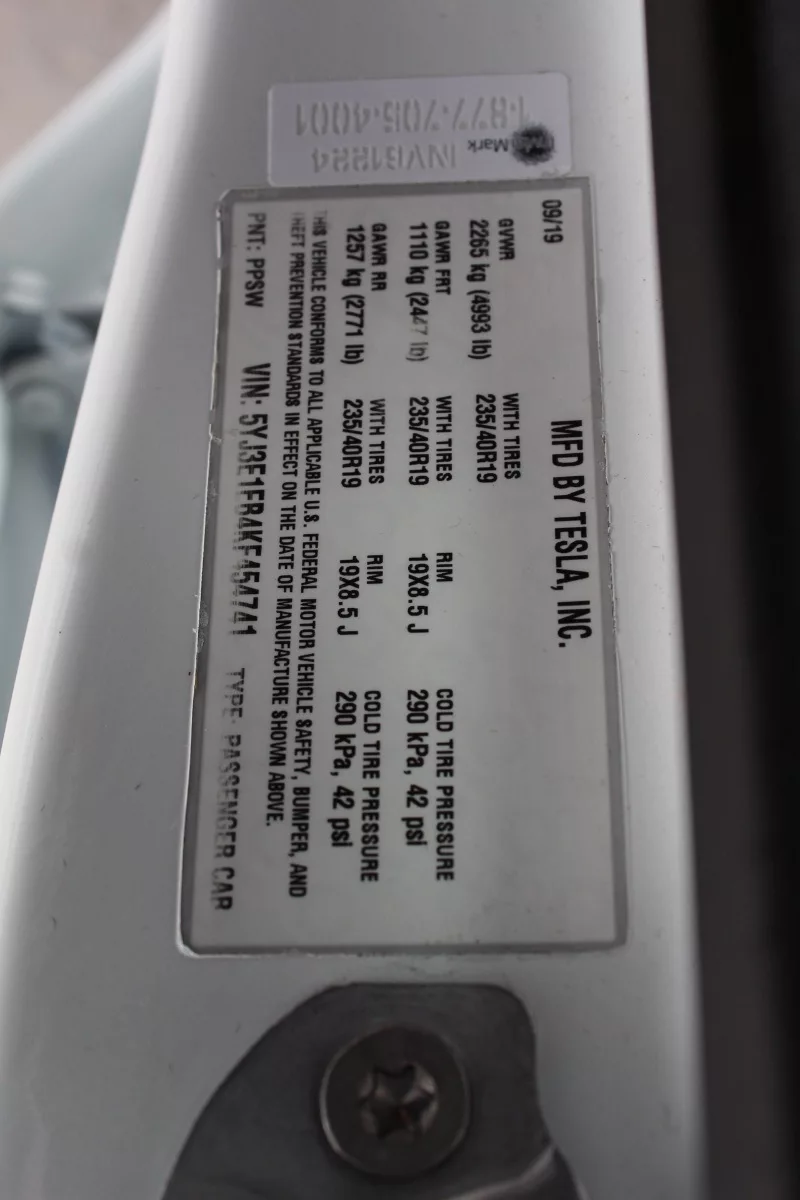 MFD BY TESLA, INC.
09/19
GVWR WITH TIRES
2265 kg (4993 lb) 235/40R19
GAWR FRT WITH TIRES RIM COLD TIRE PRESSURE
1110 kg (2447 lb) 235/40R19 19X8.5 J 290 kPa, 42 psi
GAWR RR WITH TIRES RIM COLD TIRE PRESSURE
1257 kg (2771 lb) 235/40R19 19X8.5 J 290 kPa, 42 psi
THIS VEHICLE CONFORMS TO ALL APPLICABLE U.S. FEDERAL MOTOR VEHICLE SAFETY, BUMPER, AND
THEFT PREVENTION STANDARDS IN EFFECT ON THE DATE OF MANUFACTURE SHOWN ABOVE.
PNT: PPSW VIN: 5YJ3E1EB4KF454741 TYPE: PASSENGER CAR
Mark
1-877-705-4001